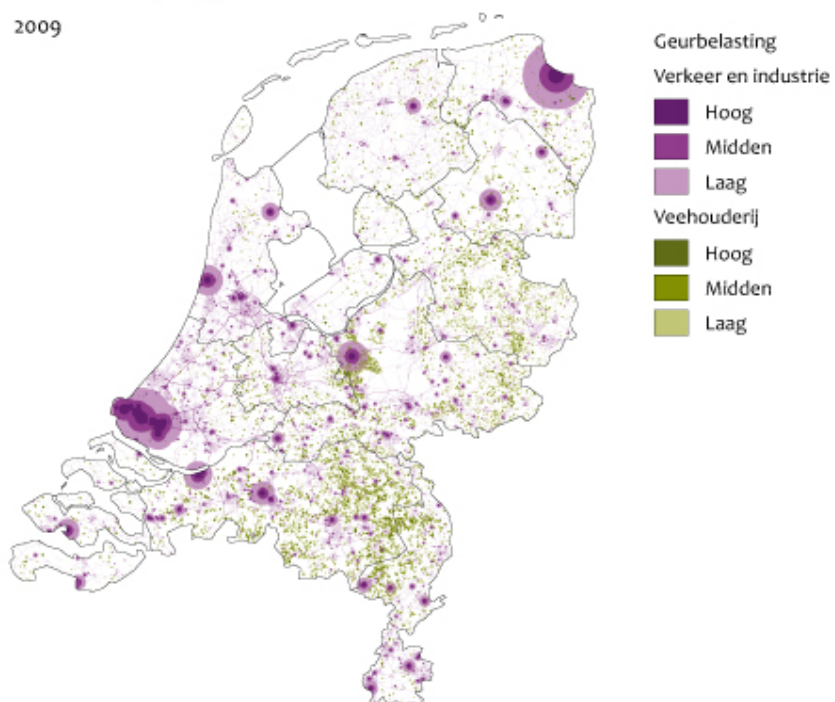 2009
Geurbelasting
Verkeer en industrie
Hoog
Midden
Laag
Veehouderij
Hoog
Midden
Laag